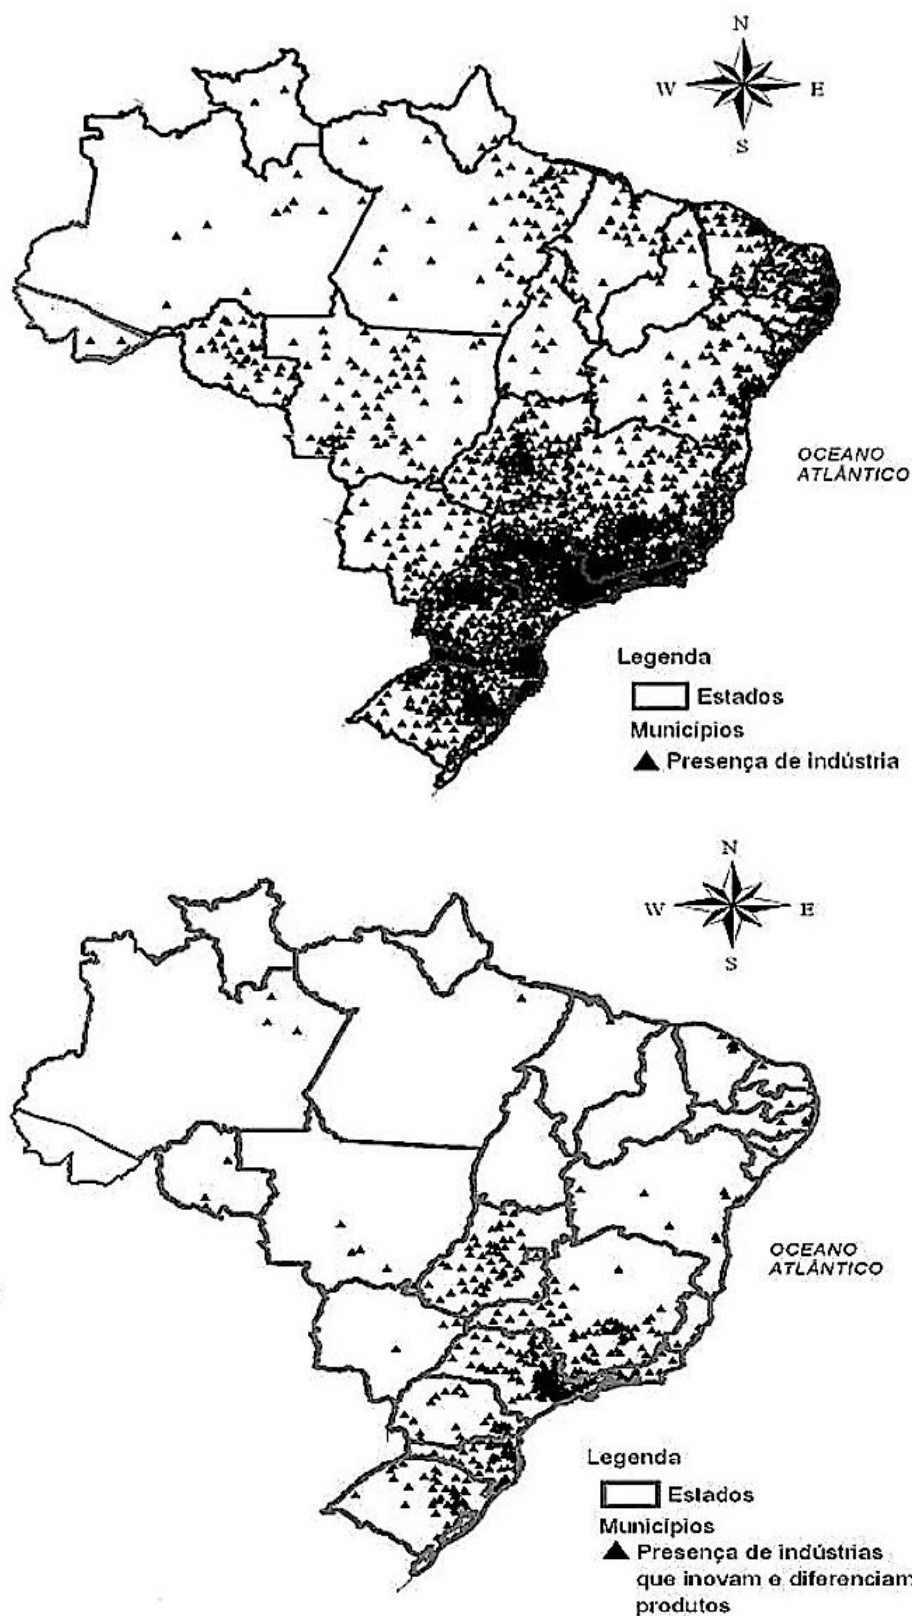 N
W E
S
OCEANO
ATLÂNTICO
Legenda
Estados
Municípios
Presença de indústria
N
W E
S
OCEANO
ATLÂNTICO
Legenda
Estados
Municípios
Presença de indústrias
que inovam e diferenciam
produtos